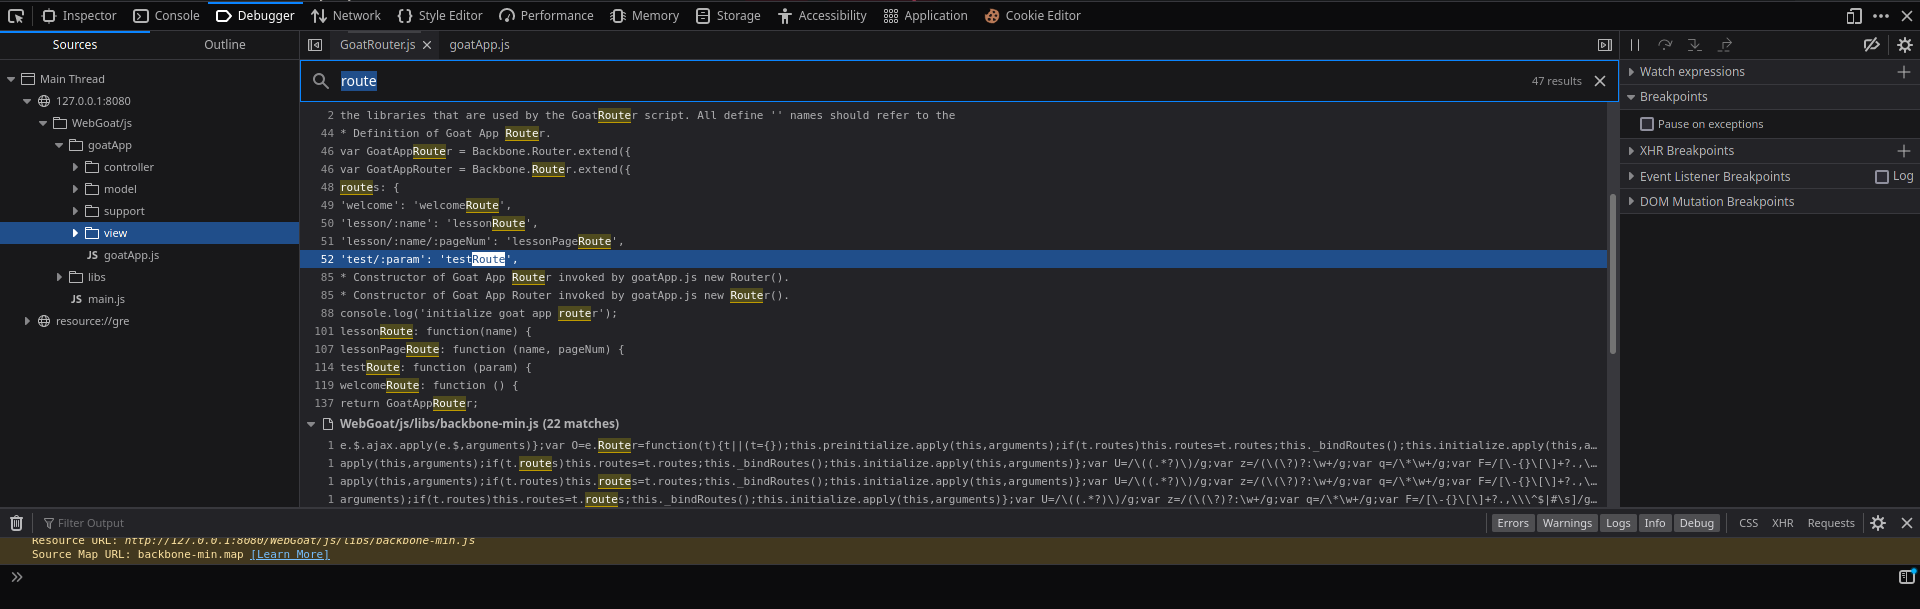 Inspector Console Debugger Network Style Editor Performance Memory Storage Accessibility Application Cookie Editor
Sources Outline
GoatRouter.js goatApp.js
Main Thread
127.0.0.1:8080
WebGoat/js
goatApp
controller
model
support
view
JS goatApp.js
libs
JS main.js
resource://gre
route 47 results
2 the libraries that are used by the GoatRouter script. All define '' names should refer to the
44 * Definition of Goat App Router.
46 var GoatAppRouter = Backbone.Router.extend({
46 var GoatAppRouter = Backbone.Router.extend({
48 routes: {
49 'welcome': 'welcomeRoute',
50 'lesson/:name': 'lessonRoute',
51 'lesson/:name/:pageNum': 'lessonPageRoute',
52 'test/:param': 'testRoute',
85 * Constructor of Goat App Router invoked by goatApp.js new Router().
85 * Constructor of Goat App Router invoked by goatApp.js new Router().
88 console.log('initialize goat app router');
101 lessonRoute: function(name) {
107 lessonPageRoute: function (name, pageNum) {
114 testRoute: function (param) {
119 welcomeRoute: function () {
137 return GoatAppRouter;
WebGoat/js/libs/backbone-min.js (22 matches)
1 e.$.ajax.apply(e.$,arguments)};var O=e.Router=function(t){t||(t={});this.preinitialize.apply(this,arguments);if(t.routes)this.routes=t.routes;this._bindRoutes();this.initialize.apply(this,a…
1 apply(this,arguments);if(t.routes)this.routes=t.routes;this._bindRoutes();this.initialize.apply(this,arguments)};var U=/\((.*?)\)/g;var z=/(\(\?)?:\w+/g;var q=/\*\w+/g;var F=/[\-{}\[\]+?.,\…
1 apply(this,arguments);if(t.routes)this.routes=t.routes;this._bindRoutes();this.initialize.apply(this,arguments)};var U=/\((.*?)\)/g;var z=/(\(\?)?:\w+/g;var q=/\*\w+/g;var F=/[\-{}\[\]+?.,\…
1 arguments);if(t.routes)this.routes=t.routes;this._bindRoutes();this.initialize.apply(this,arguments)};var U=/\((.*?)\)/g;var z=/(\(\?)?:\w+/g;var q=/\*\w+/g;var F=/[\-{}\[\]+?.,\\\^$|#\s]/g…
Watch expressions
Breakpoints
Pause on exceptions
XHR Breakpoints
Event Listener Breakpoints Log
DOM Mutation Breakpoints
Filter Output Errors Warnings Logs Info Debug CSS XHR Requests
Resource URL: http://127.0.0.1:8080/WebGoat/js/libs/backbone-min.js
Source Map URL: backbone-min.map [Learn More]